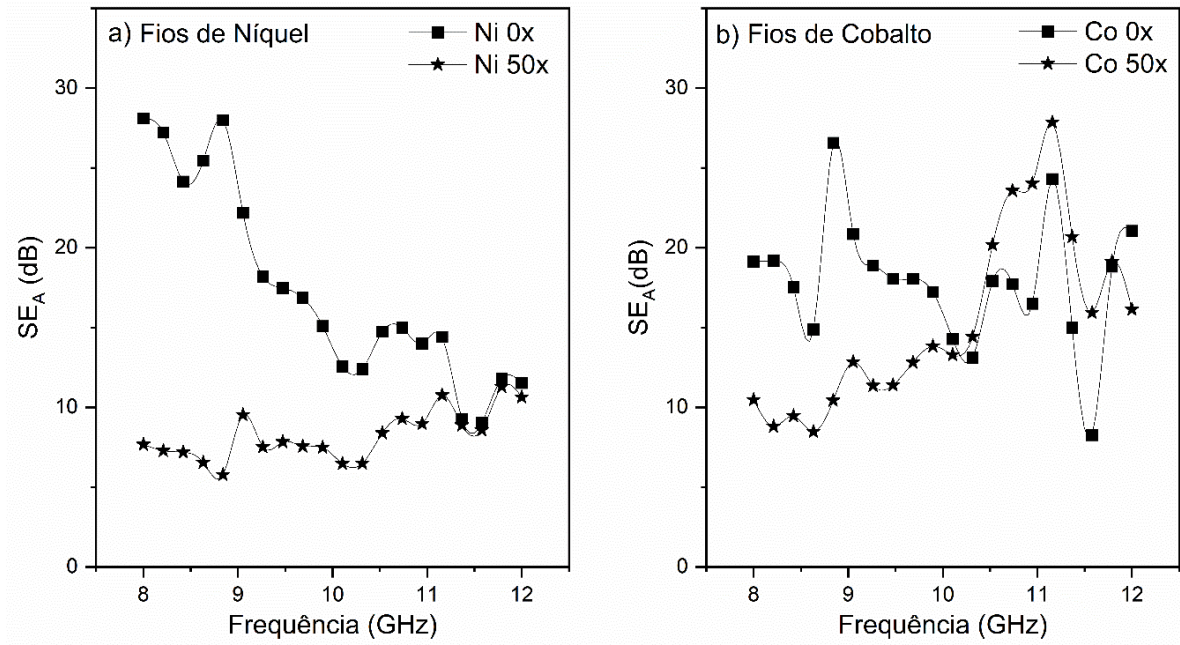 a) Fios de Níquel
Ni 0x
Ni 50x
30
20
10
0
SE_A (dB)
8
9
10
11
12
Frequência (GHz)
b) Fios de Cobalto
Co 0x
Co 50x
30
20
10
0
SE_A(dB)
8
9
10
11
12
Frequência (GHz)